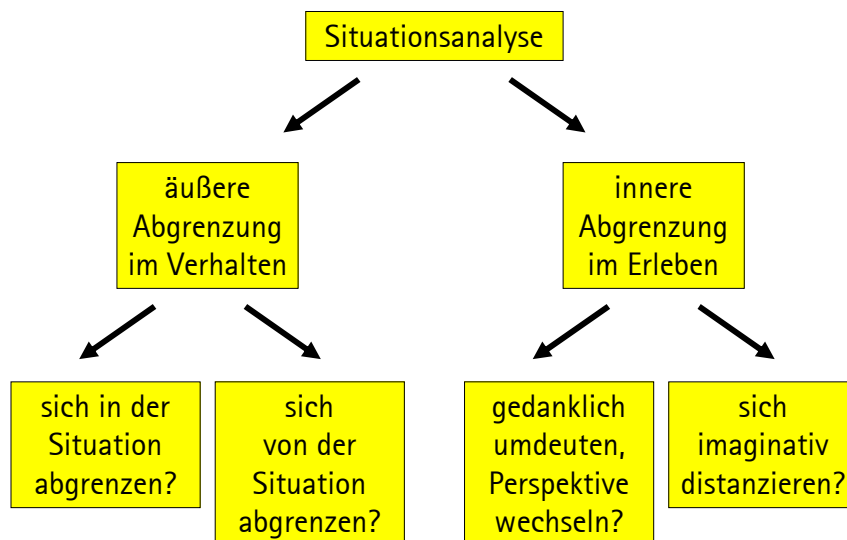 Situationsanalyse
äußere
Abgrenzung
im Verhalten
innere
Abgrenzung
im Erleben
sich in der
Situation
abgrenzen?
sich
von der
Situation
abgrenzen?
gedanklich
umdeuten,
Perspektive
wechseln?
sich
imaginativ
distanzieren?